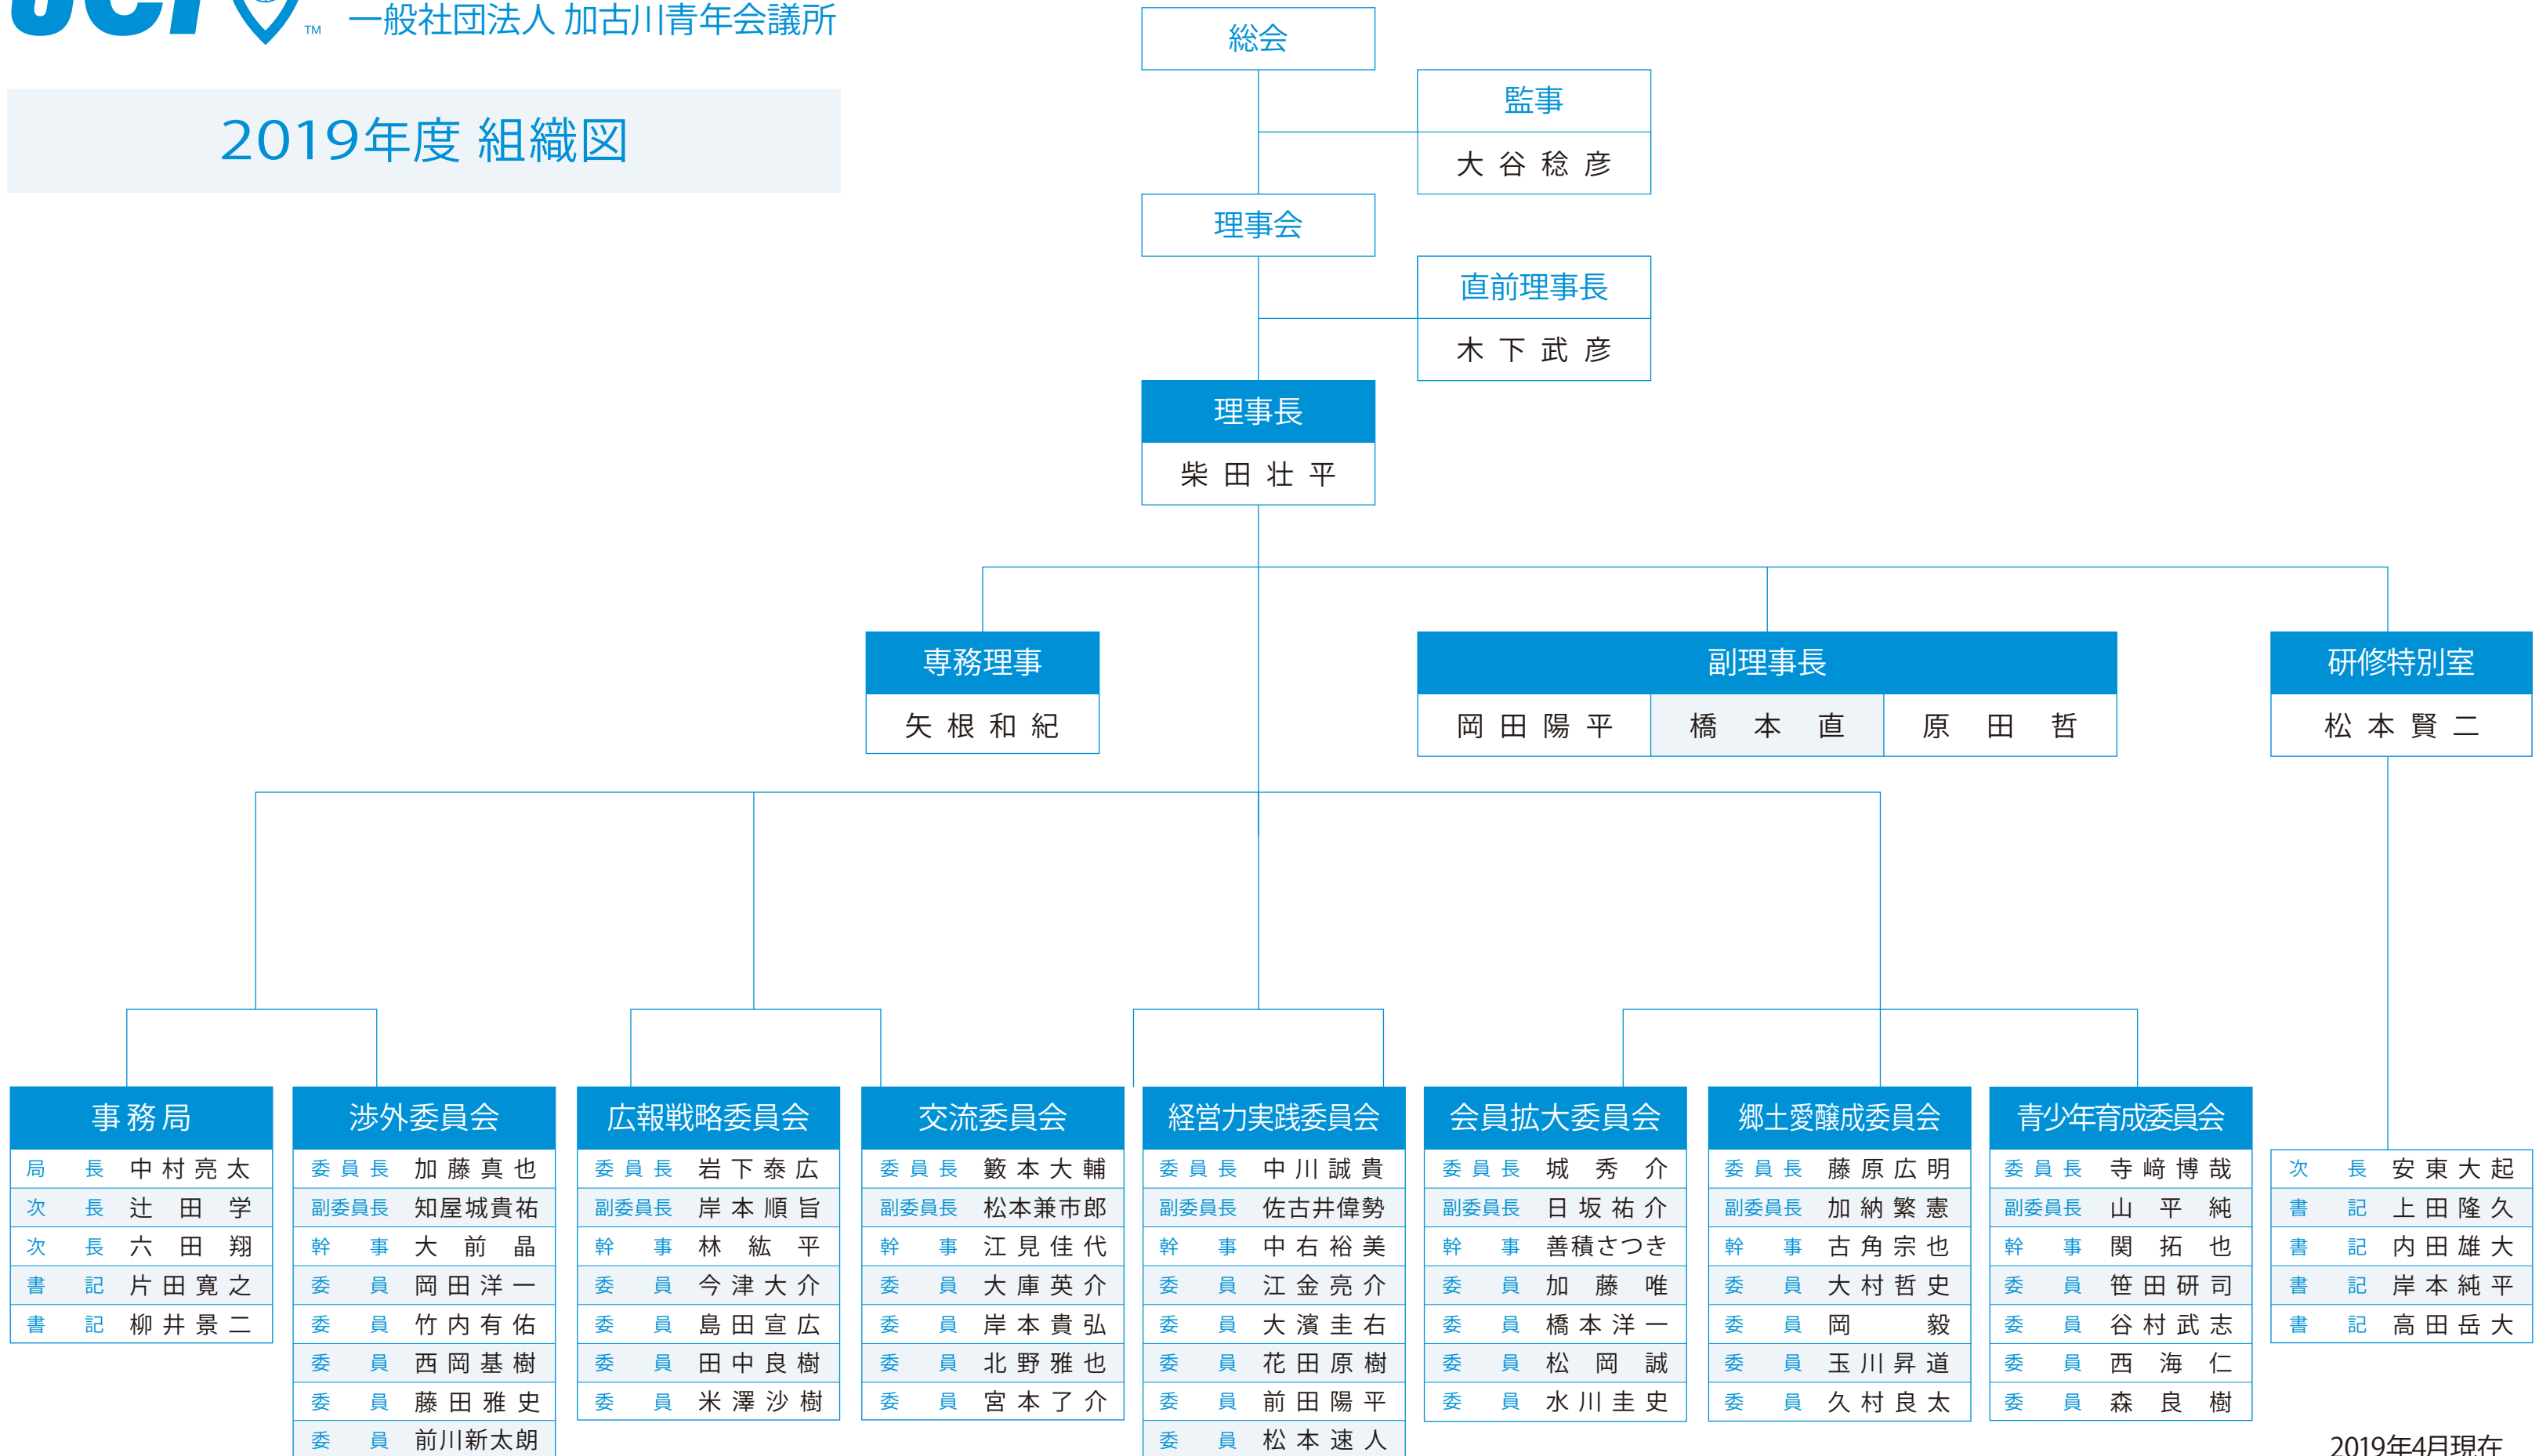 JCI TM 一般社団法人 加古川青年会議所
2019年度 組織図
総会
監事
大谷稔彦
理事会
直前理事長
木下武彦
理事長
柴田壮平
専務理事
矢根和紀
副理事長
岡田陽平 橋本直 原田哲
研修特別室
松本賢二
事務局
局長 中村亮太
次長 辻田学
次長 六田翔
書記 片田寛之
書記 柳井景二
渉外委員会
委員長 加藤真也
副委員長 知屋城貴祐
幹事 大前晶
委員 岡田洋一
委員 竹内有佑
委員 西岡基樹
委員 藤田雅史
委員 前川新太朗
広報戦略委員会
委員長 岩下泰広
副委員長 岸本順旨
幹事 林紘平
委員 今津大介
委員 島田宣広
委員 田中良樹
委員 米澤沙樹
交流委員会
委員長 籔本大輔
副委員長 松本兼市郎
幹事 江見佳代
委員 大庫英介
委員 岸本貴弘
委員 北野雅也
委員 宮本了介
経営力実践委員会
委員長 中川誠貴
副委員長 佐古井偉勢
幹事 中右裕美
委員 江金亮介
委員 大濱圭右
委員 花田原樹
委員 前田陽平
委員 松本速人
会員拡大委員会
委員長 城秀介
副委員長 日坂祐介
幹事 善積さつき
委員 加藤唯
委員 橋本洋一
委員 松岡誠
委員 水川圭史
郷土愛醸成委員会
委員長 藤原広明
副委員長 加納繁憲
幹事 古角宗也
委員 大村哲史
委員 岡毅
委員 玉川昇道
委員 久村良太
青少年育成委員会
委員長 寺﨑博哉
副委員長 山平純
幹事 関拓也
委員 笹田研司
委員 谷村武志
委員 西海仁
委員 森良樹
次長 安東大起
書記 上田隆久
書記 内田雄大
書記 岸本純平
書記 高田岳大
2019年4月現在